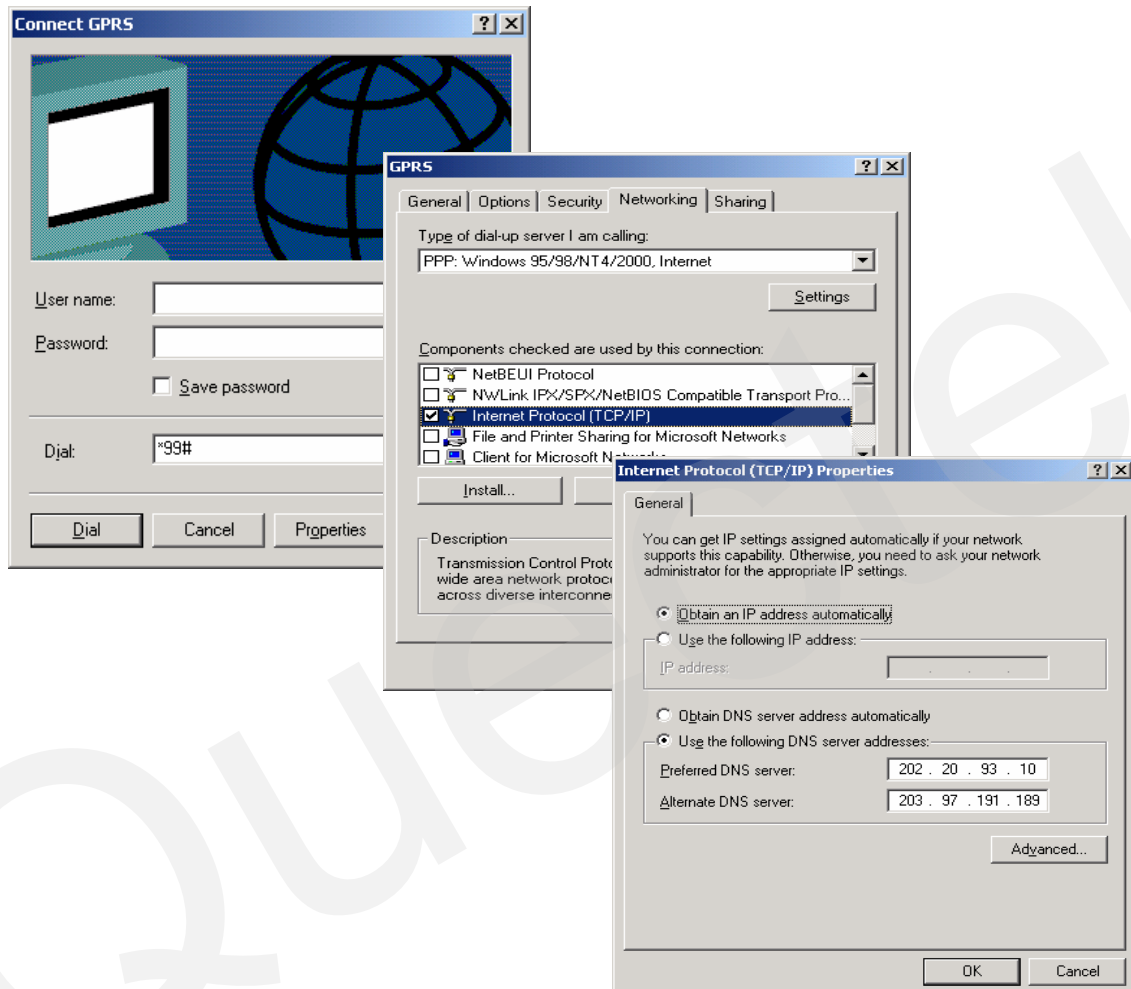 Connect GPRS
User name:
Password:
Save password
Dial:
*99#
Dial
Cancel
Properties
GPRS
General
Options
Security
Networking
Sharing
Type of dial-up server I am calling:
PPP: Windows 95/98/NT4/2000, Internet
Settings
Components checked are used by this connection:
NetBEUI Protocol
NWLink IPX/SPX/NetBIOS Compatible Transport Pro...
Internet Protocol (TCP/IP)
File and Printer Sharing for Microsoft Networks
Client for Microsoft Networks
Install...
Description
Transmission Control Proto
wide area network protoco
across diverse interconne
Internet Protocol (TCP/IP) Properties
General
You can get IP settings assigned automatically if your network
supports this capability. Otherwise, you need to ask your network
administrator for the appropriate IP settings.
Obtain an IP address automatically
Use the following IP address:
IP address:
. . .
Obtain DNS server address automatically
Use the following DNS server addresses:
Preferred DNS server:
202 . 20 . 93 . 10
Alternate DNS server:
203 . 97 . 191 . 189
Advanced...
OK
Cancel
Quecte